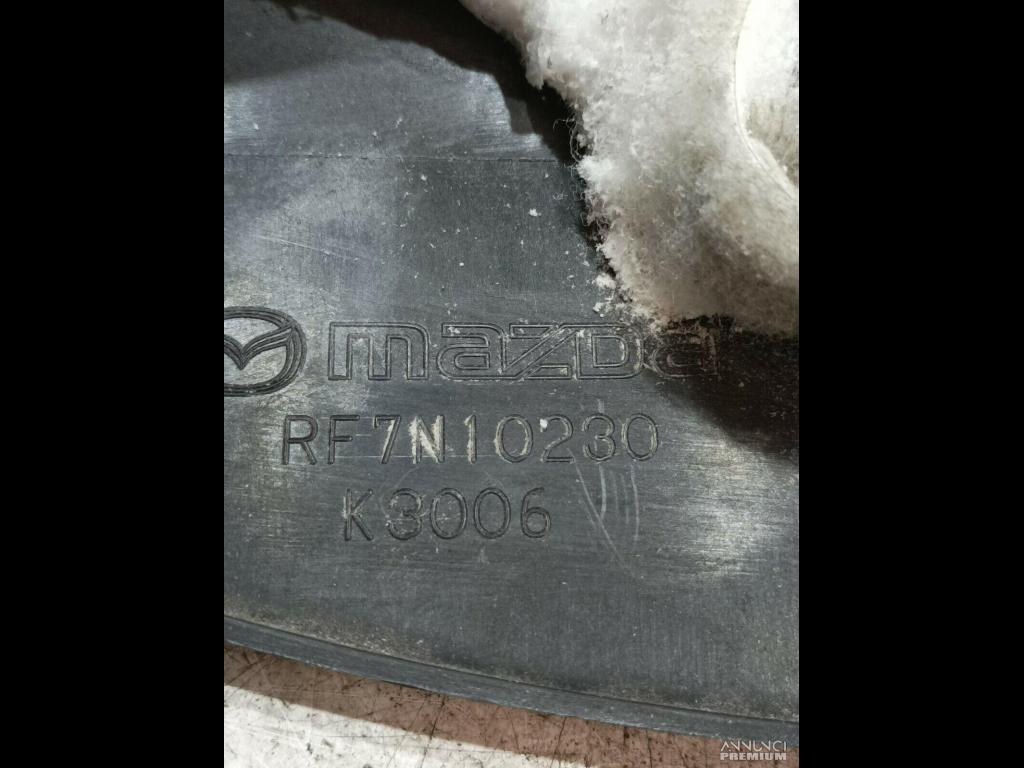 mazda
RF7N10230
K3006
ANNUNCI
PREMIUM